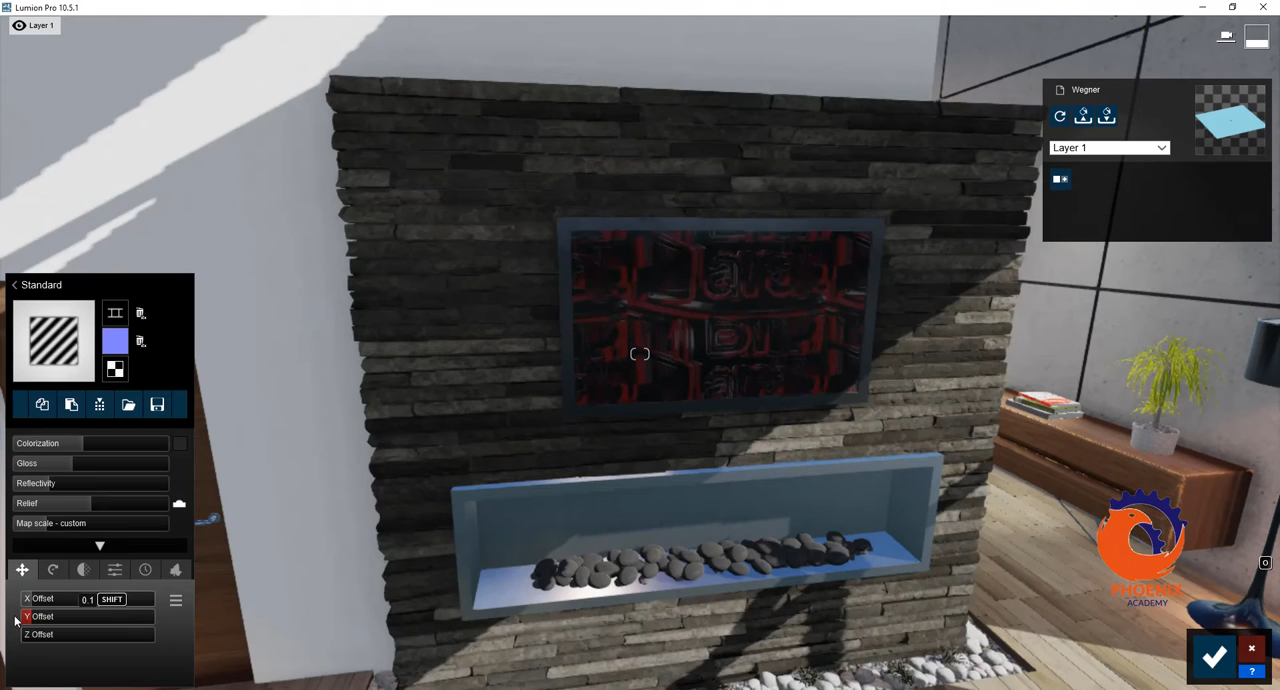 Lumion Pro 10.5.1
Layer 1
Wegner
Layer 1
Standard
Colorization
Gloss
Reflectivity
Relief
Map scale - custom
X Offset 0.1 SHIFT
Y Offset
Z Offset
O
PHOENIX
ACADEMY
?